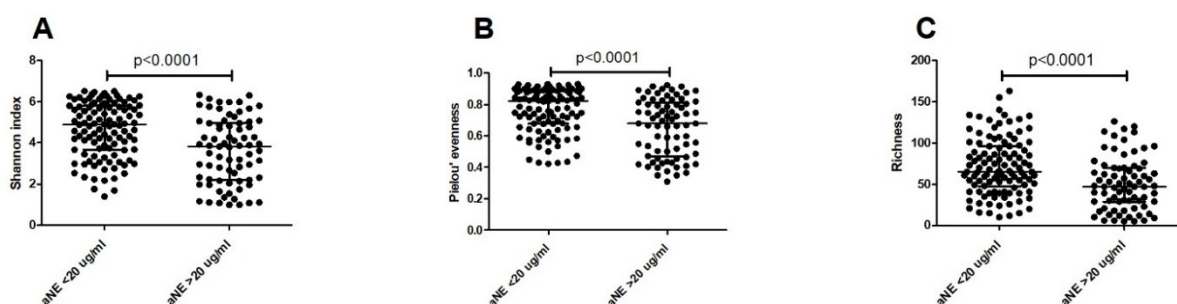 A
p<0.0001
Shannon index
8
6
4
2
0
aNE <20 ug/ml
aNE >20 ug/ml
B
p<0.0001
Pielou' evenness
1.0
0.8
0.6
0.4
0.2
0.0
aNE <20 ug/ml
aNE >20 ug/ml
C
p<0.0001
Richness
200
150
100
50
0
aNE <20 ug/ml
aNE >20 ug/ml